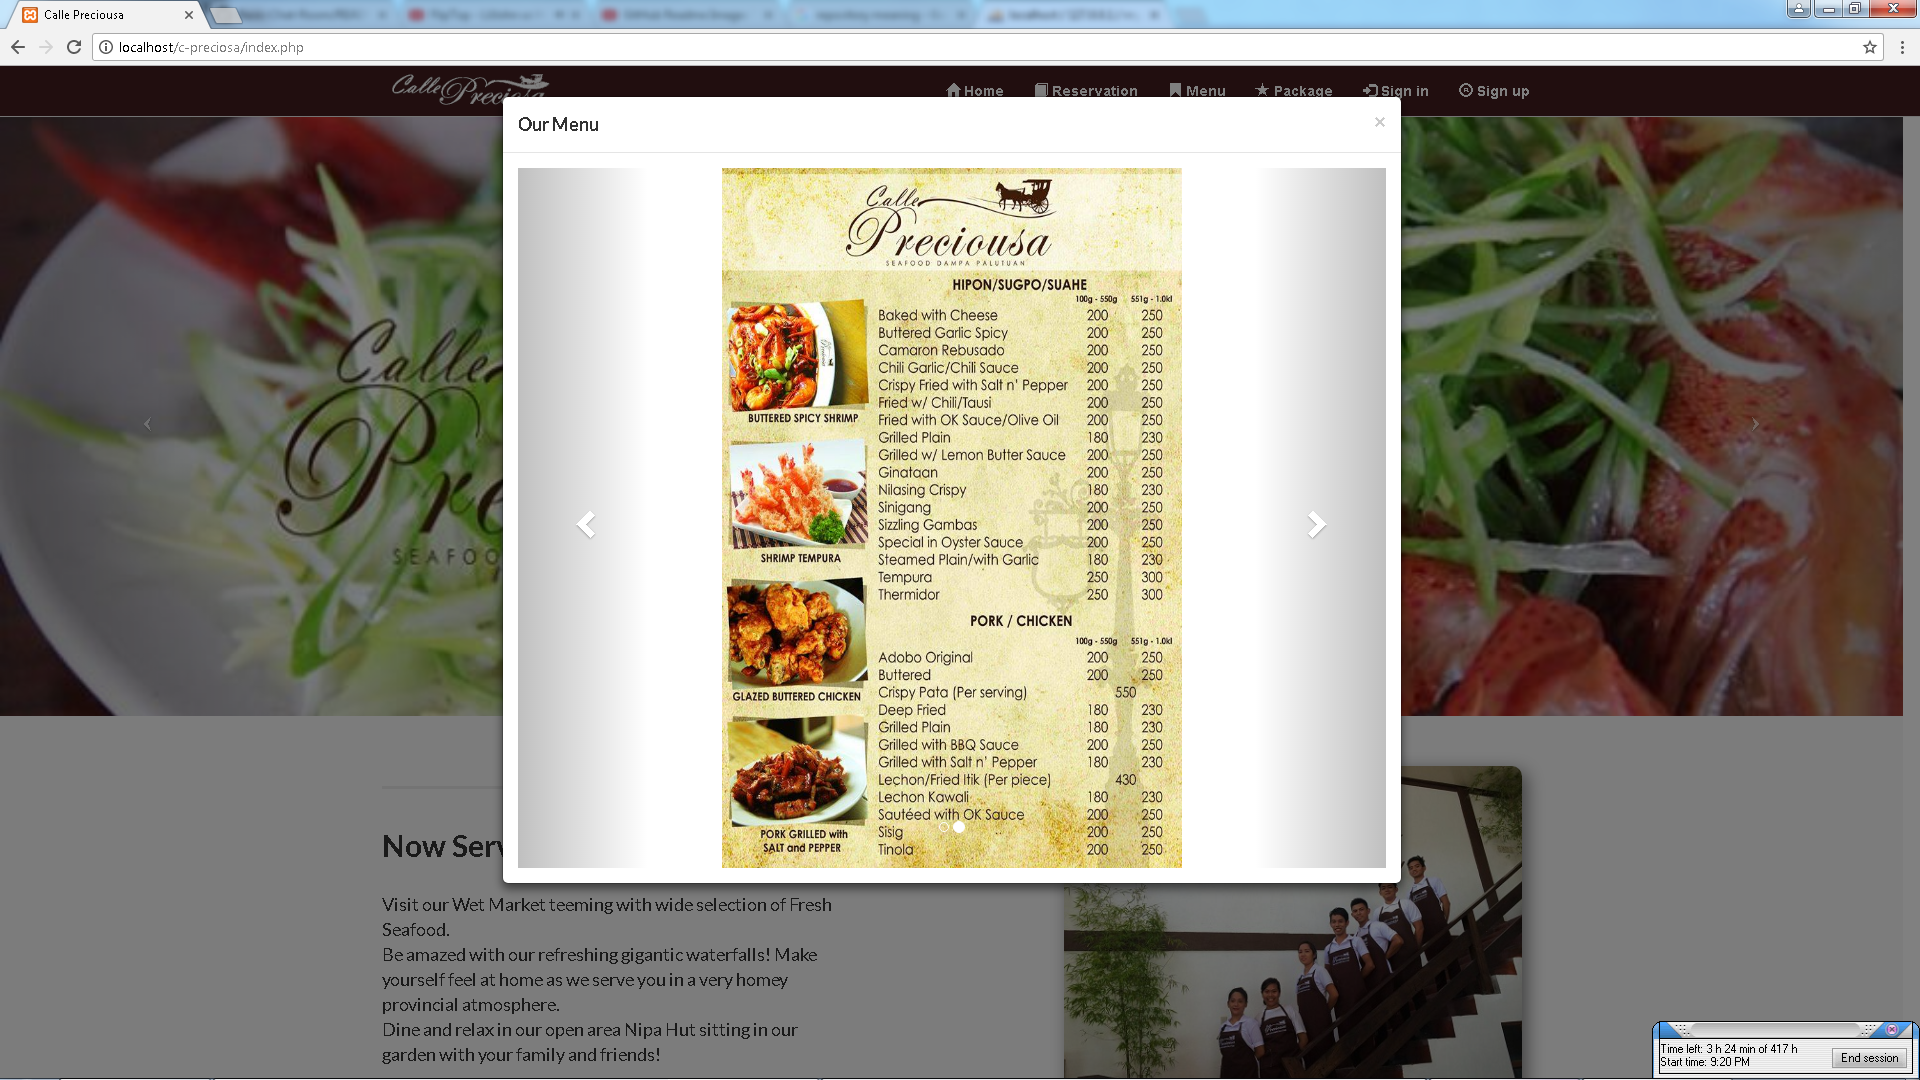 Calle Preciousa
localhost/c-preciosa/index.php
Calle Preciosa
Home Reservation Menu Package Sign in Sign up
Our Menu
×
Calle
Preciousa
SEAFOOD DAMPA PALUTUAN
HIPON/SUGPO/SUAHE
100g - 550g 551g - 1.0kl
Baked with Cheese 200 250
Buttered Garlic Spicy 200 250
Camaron Rebusado 200 250
Chili Garlic/Chili Sauce 200 250
Crispy Fried with Salt n' Pepper 200 250
Fried w/ Chili/Tausi 200 250
Fried with OK Sauce/Olive Oil 200 250
Grilled Plain 180 230
Grilled w/ Lemon Butter Sauce 200 250
Ginataan 200 250
Nilasing Crispy 180 230
Sinigang 200 250
Sizzling Gambas 200 250
Special in Oyster Sauce 200 250
Steamed Plain/with Garlic 180 230
Tempura 250 300
Thermidor 250 300
PORK / CHICKEN
100g - 550g 551g - 1.0kl
Adobo Original 200 250
Buttered 200 250
Crispy Pata (Per serving) 550
Deep Fried 180 230
Grilled Plain 180 230
Grilled with BBQ Sauce 200 250
Grilled with Salt n' Pepper 180 230
Lechon/Fried Itik (Per piece) 430
Lechon Kawali 180 230
Sautéed with OK Sauce 200 250
Sisig 200 250
Tinola 200 250
BUTTERED SPICY SHRIMP
SHRIMP TEMPURA
GLAZED BUTTERED CHICKEN
PORK GRILLED with
SALT and PEPPER
Calle
Pre
SEAFOO
Now Serv
Visit our Wet Market teeming with wide selection of Fresh
Seafood.
Be amazed with our refreshing gigantic waterfalls! Make
yourself feel at home as we serve you in a very homey
provincial atmosphere.
Dine and relax in our open area Nipa Hut sitting in our
garden with your family and friends!
Time left: 3 h 24 min of 417 h
Start time: 9:20 PM
End session